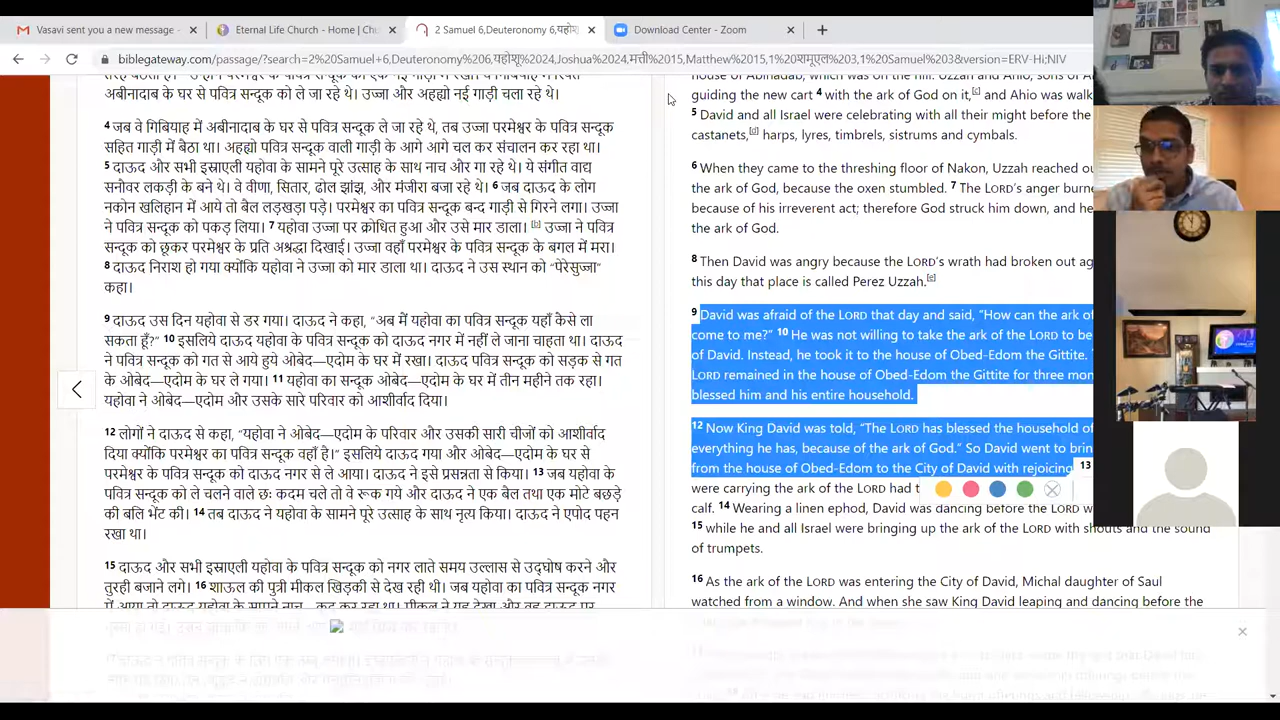 Vasavi sent you a new message -
Eternal Life Church - Home | Chu
2 Samuel 6,Deuteronomy 6,यहोशू
Download Center - Zoom
biblegateway.com/passage/?search=2%20Samuel+6,Deuteronomy%206,यहोशू%2024,Joshua%2024,मत्ती%2015,Matthew%2015,1%20शमूएल%203,1%20Samuel%203&version=ERV-HI;NIV
अबीनादाब के घर से पवित्र सन्दूक को ले जा रहे थे। उज्जा और अहह्यो नई गाड़ी चला रहे थे।
4 जब वे गिबियाह में अबीनादाब के घर से पवित्र सन्दूक ले जा रहे थे, तब उज्जा परमेश्वर के पवित्र सन्दूक
सहित गाड़ी में बैठा था। अहह्यो पवित्र सन्दूक वाली गाड़ी के आगे आगे चल कर संचालन कर रहा था।
5 दाऊद और सभी इस्राएली यहोवा के सामने पूरे उत्साह के साथ नाच और गा रहे थे। ये संगीत वाद्य
सनौवर लकड़ी के बने थे। वे वीणा, सितार, ढोल झांझ, और मंजीरा बजा रहे थे। 6 जब दाऊद के लोग
नकोन खलिहान में आये तो बैल लड़खड़ा पड़े। परमेश्वर का पवित्र सन्दूक बन्द गाड़ी से गिरने लगा। उज्जा
ने पवित्र सन्दूक को पकड़ लिया। 7 यहोवा उज्जा पर क्रोधित हुआ और उसे मार डाला। [b] उज्जा ने पवित्र
सन्दूक को छूकर परमेश्वर के प्रति अश्रद्धा दिखाई। उज्जा वहाँ परमेश्वर के पवित्र सन्दूक के बगल में मरा।
8 दाऊद निराश हो गया क्योंकि यहोवा ने उज्जा को मार डाला था। दाऊद ने उस स्थान को "पेरेसुज्जा"
कहा।
9 दाऊद उस दिन यहोवा से डर गया। दाऊद ने कहा, "अब मैं यहोवा का पवित्र सन्दूक यहाँ कैसे ला
सकता हूँ?" 10 इसलिये दाऊद यहोवा के पवित्र सन्दूक को दाऊद नगर में नहीं ले जाना चाहता था। दाऊद
ने पवित्र सन्दूक को गत से आये हुये ओबेद—एदोम के घर में रखा। दाऊद पवित्र सन्दूक को सड़क से गत
के ओबेद—एदोम के घर ले गया। 11 यहोवा का सन्दूक ओबेद—एदोम के घर में तीन महीने तक रहा।
यहोवा ने ओबेद—एदोम और उसके सारे परिवार को आशीर्वाद दिया।
12 लोगों ने दाऊद से कहा, "यहोवा ने ओबेद—एदोम के परिवार और उसकी सारी चीजों का आशीर्वाद
दिया क्योंकि परमेश्वर का पवित्र सन्दूक वहाँ है।" इसलिये दाऊद गया और ओबेद—एदोम के घर से
परमेश्वर के पवित्र सन्दूक को दाऊद नगर से ले आया। दाऊद ने इसे प्रसन्नता से किया। 13 जब यहोवा के
पवित्र सन्दूक को ले चलने वाले छः कदम चले तो वे रूक गये और दाऊद ने एक बैल तथा एक मोटे बछड़े
की बलि भेंट की। 14 तब दाऊद ने यहोवा के सामने पूरे उत्साह के साथ नृत्य किया। दाऊद ने एपोद पहन
रखा था।
15 दाऊद और सभी इस्राएली यहोवा के पवित्र सन्दूक को नगर लाते समय उल्लास से उद्घोष करने और
तुरही बजाने लगे। 16 शाऊल की पुत्री मीकल खिड़की से देख रही थी। जब यहोवा का पवित्र सन्दूक नगर
house of Abinadab, which was on the hill. Uzzah and Ahio, sons of A
guiding the new cart 4 with the ark of God on it,[c] and Ahio was walk
5 David and all Israel were celebrating with all their might before the
castanets,[d] harps, lyres, timbrels, sistrums and cymbals.
6 When they came to the threshing floor of Nakon, Uzzah reached ou
the ark of God, because the oxen stumbled. 7 The LORD's anger burne
because of his irreverent act; therefore God struck him down, and he
the ark of God.
8 Then David was angry because the LORD's wrath had broken out ag
this day that place is called Perez Uzzah.[e]
9 David was afraid of the LORD that day and said, "How can the ark of
come to me?" 10 He was not willing to take the ark of the LORD to be
of David. Instead, he took it to the house of Obed-Edom the Gittite.
LORD remained in the house of Obed-Edom the Gittite for three mon
blessed him and his entire household.
12 Now King David was told, "The LORD has blessed the household of
everything he has, because of the ark of God." So David went to brin
from the house of Obed-Edom to the City of David with rejoicing. 13
were carrying the ark of the LORD had t
calf. 14 Wearing a linen ephod, David was dancing before the LORD w
15 while he and all Israel were bringing up the ark of the LORD with shouts and the sound
of trumpets.
16 As the ark of the LORD was entering the City of David, Michal daughter of Saul
watched from a window. And when she saw King David leaping and dancing before the